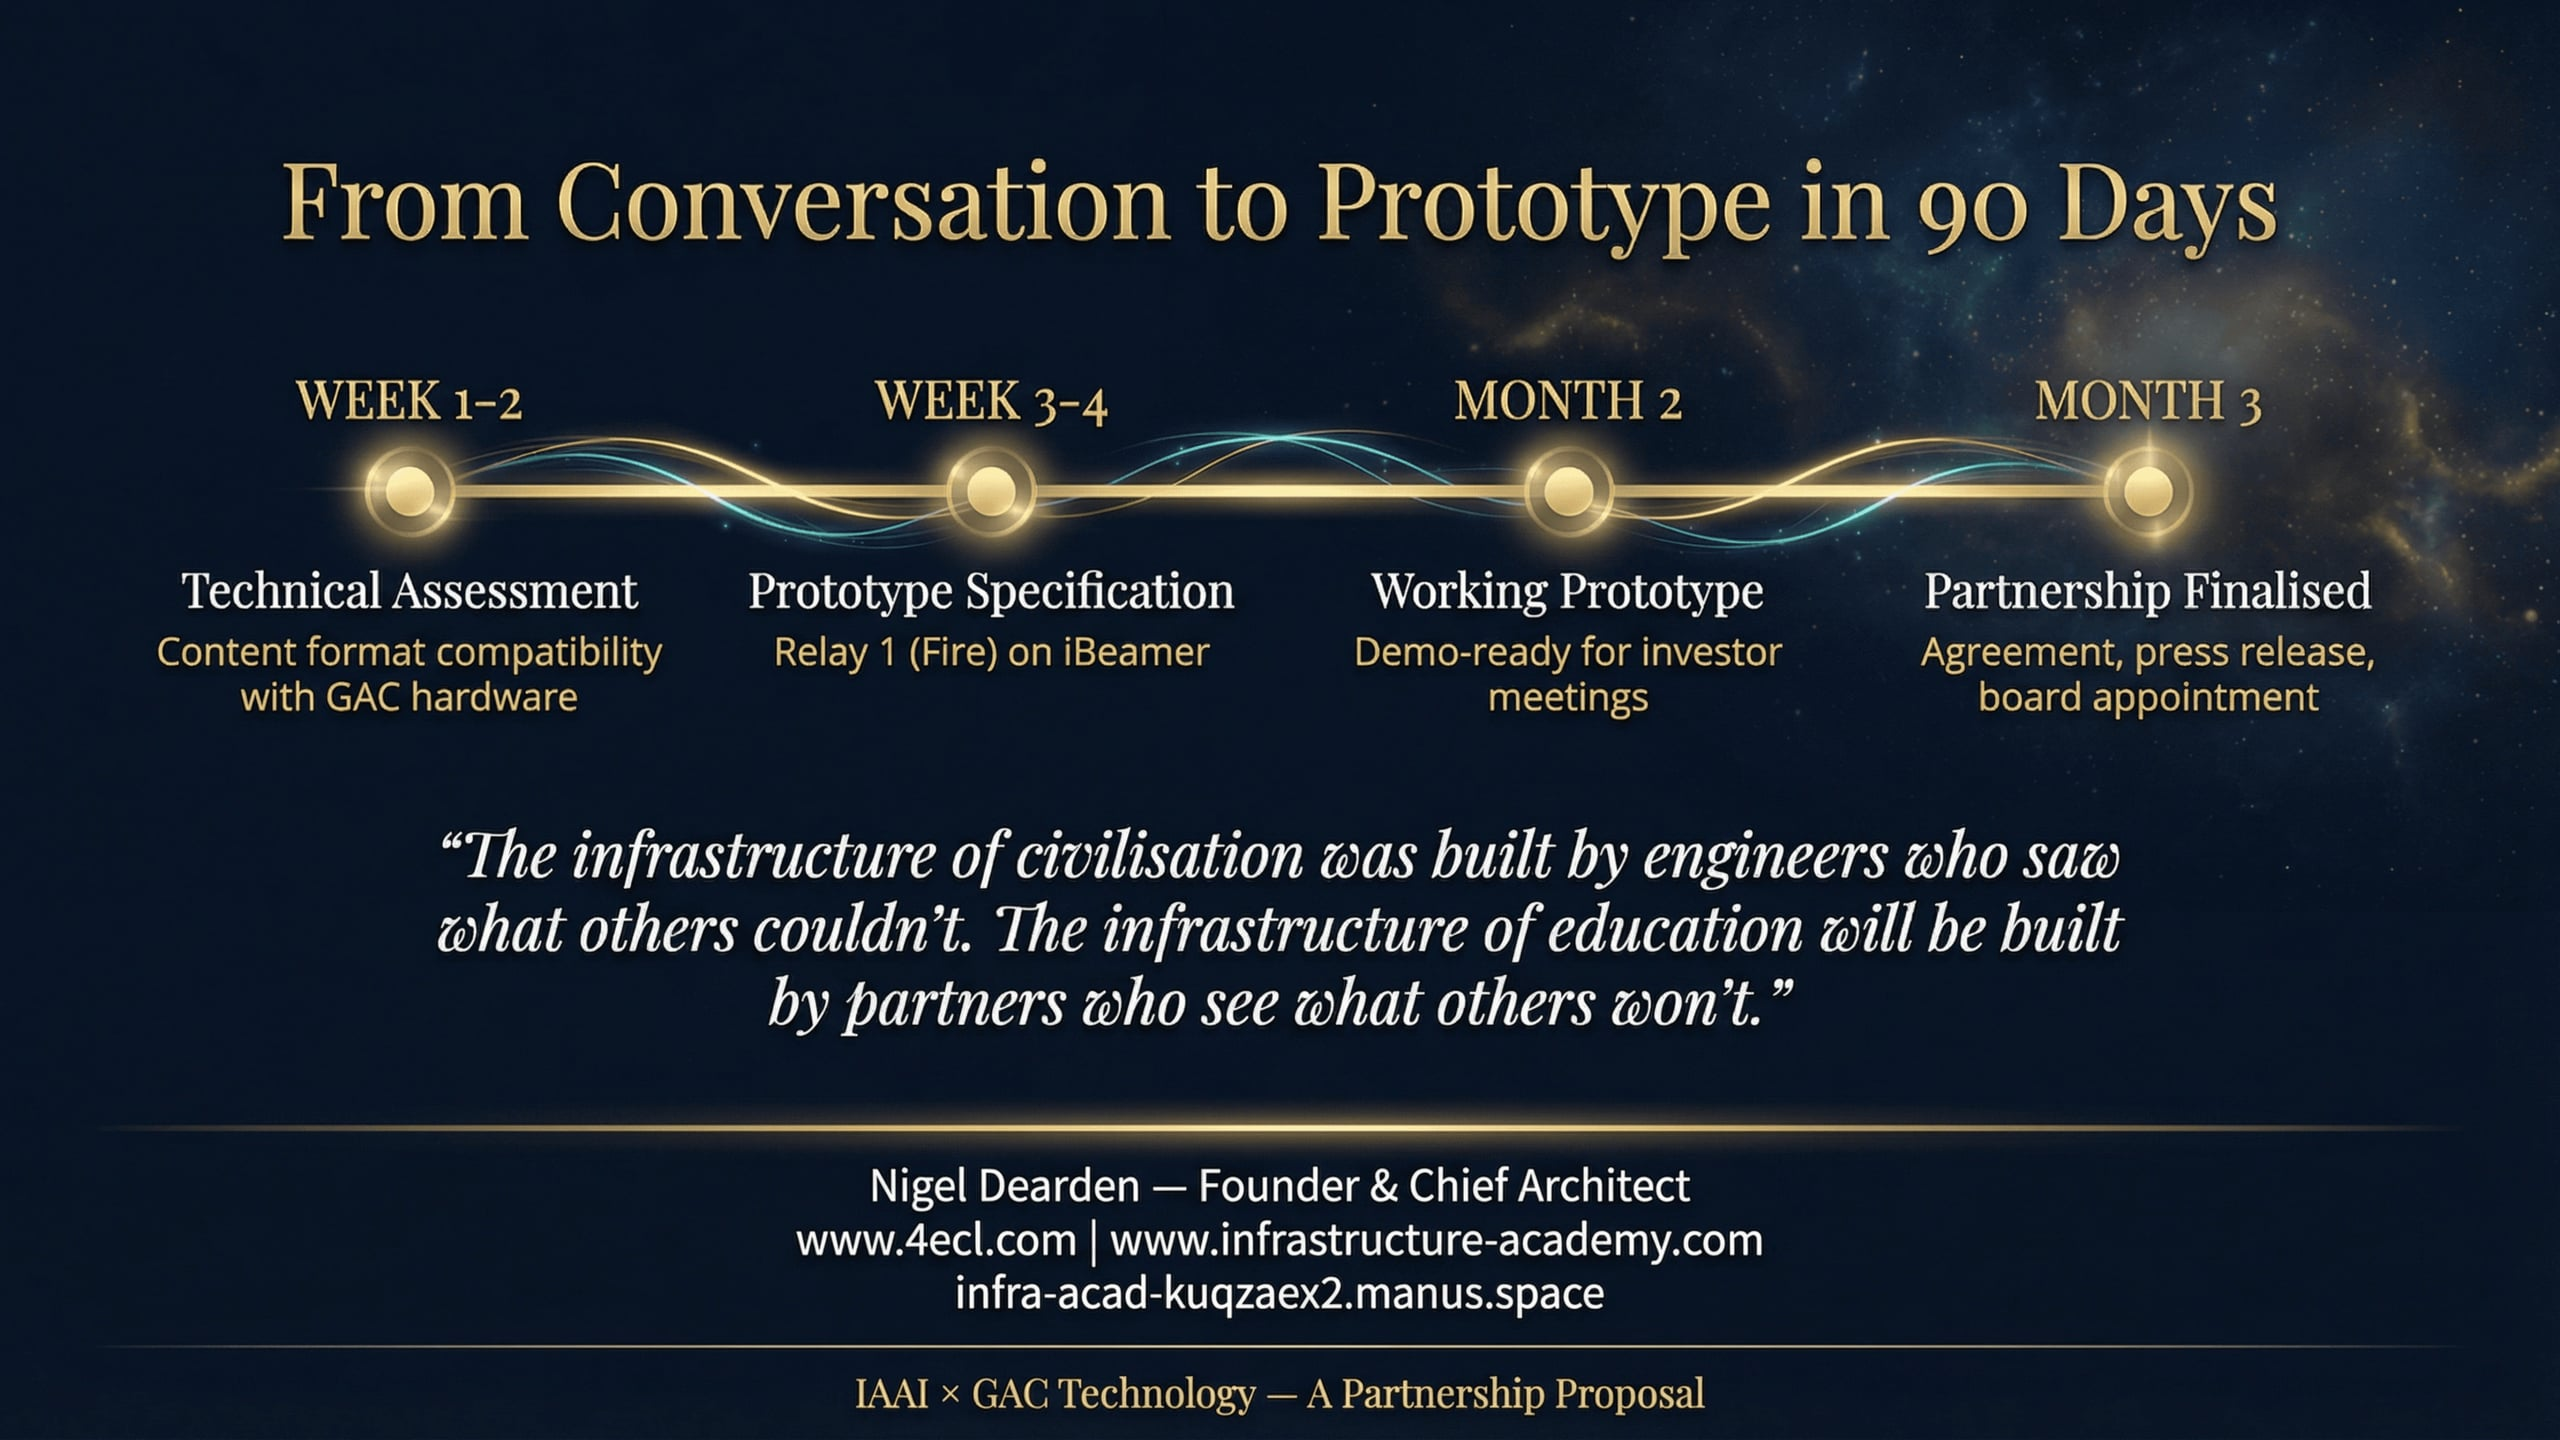 From Conversation to Prototype in 90 Days
WEEK 1–2
Technical Assessment
Content format compatibility
with GAC hardware
WEEK 3–4
Prototype Specification
Relay 1 (Fire) on iBeamer
MONTH 2
Working Prototype
Demo-ready for investor
meetings
MONTH 3
Partnership Finalised
Agreement, press release,
board appointment
“The infrastructure of civilisation was built by engineers who saw
what others couldn’t. The infrastructure of education will be built
by partners who see what others won’t.”
Nigel Dearden — Founder & Chief Architect
www.4ecl.com | www.infrastructure-academy.com
infra-acad-kuqzaex2.manus.space
IAAI × GAC Technology — A Partnership Proposal